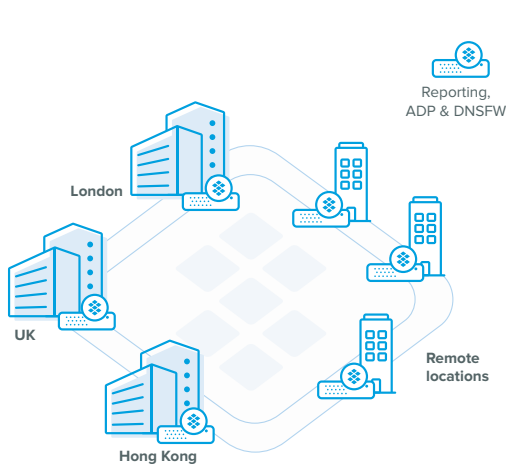 Reporting,
ADP & DNSFW
London
UK
Remote
locations
Hong Kong